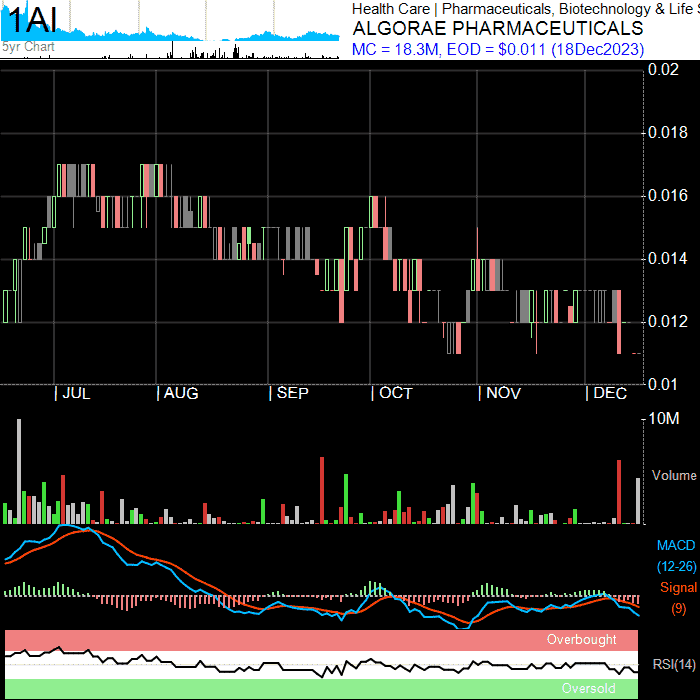 1AI
5yr Chart
Health Care | Pharmaceuticals, Biotechnology & Life S
ALGORAE PHARMACEUTICALS
MC = 18.3M, EOD = $0.011 (18Dec2023)
0.02
0.018
0.016
0.014
0.012
0.01
| JUL | AUG | SEP | OCT | NOV | DEC
10M
Volume
MACD
(12-26)
Signal
(9)
Overbought
RSI(14)
Oversold